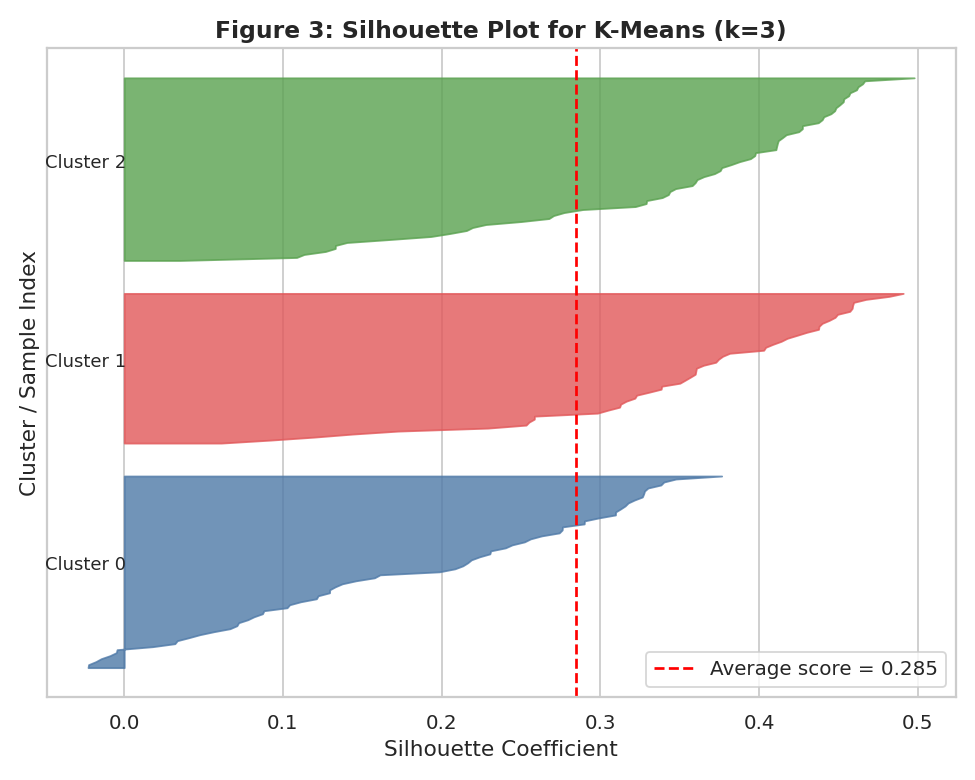 Figure 3: Silhouette Plot for K-Means (k=3)
Cluster / Sample Index
Cluster 2
Cluster 1
Cluster 0
Average score = 0.285
0.0 0.1 0.2 0.3 0.4 0.5
Silhouette Coefficient